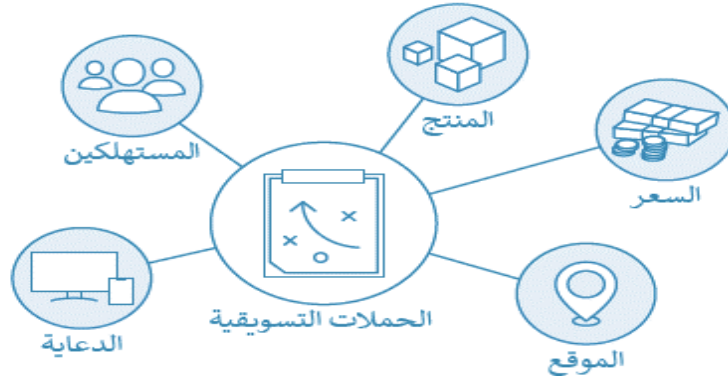 المنتج
المستهلكين
السعر
الحملات التسويقية
الدعاية
الموقع